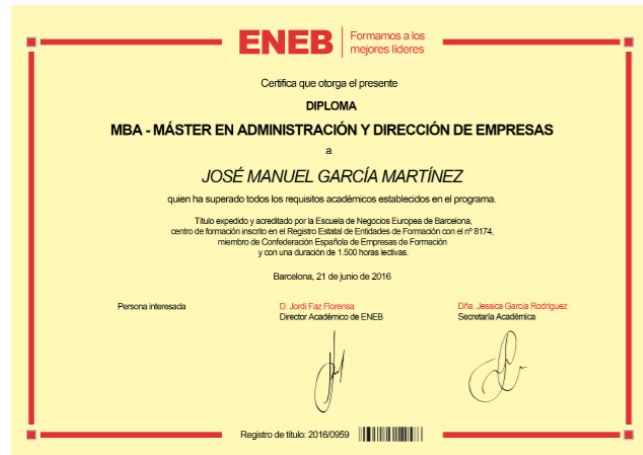 ENEB
Formamos a los
mejores líderes
Certifica que otorga el presente
DIPLOMA
MBA - MÁSTER EN ADMINISTRACIÓN Y DIRECCIÓN DE EMPRESAS
a
JOSÉ MANUEL GARCÍA MARTÍNEZ
quien ha superado todos los requisitos académicos establecidos en el programa.
Título expedido y acreditado por la Escuela de Negocios Europea de Barcelona,
centro de formación inscrito en el Registro Estatal de Entidades de Formación con el nº 8174,
miembro de Confederación Española de Empresas de Formación
y con una duración de 1.500 horas lectivas.
Barcelona, 21 de junio de 2016
Persona interesada
D. Jordi Faz Florensa
Director Académico de ENEB
Dña. Jessica García Rodríguez
Secretaría Académica
Registro de título: 2016/0959